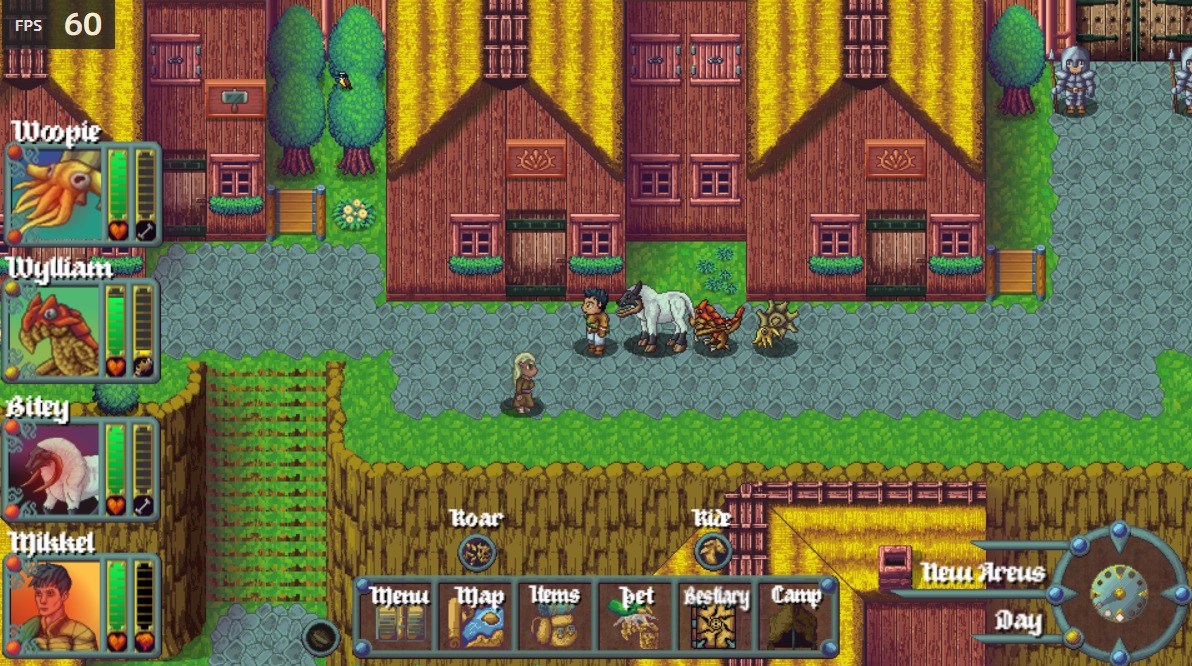 FPS 60
Woopie
Wylliam
Bitey
Mikkel
Roar
Ride
Menu
Map
Items
Pet
Bestiary
Camp
New Areus
Day